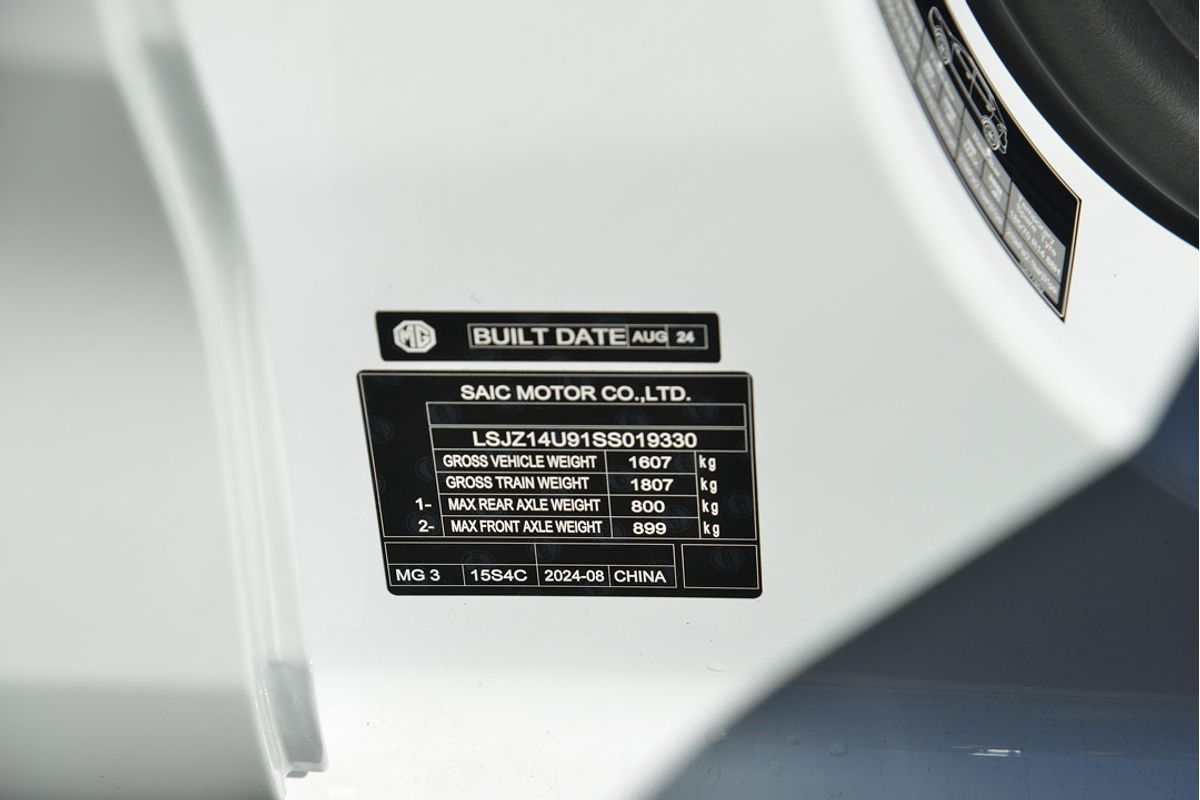 MG BUILT DATE AUG 24
SAIC MOTOR CO.,LTD.
LSJZ14U91SS019330
GROSS VEHICLE WEIGHT 1607 kg
GROSS TRAIN WEIGHT 1807 kg
1- MAX REAR AXLE WEIGHT 800 kg
2- MAX FRONT AXLE WEIGHT 899 kg
MG 3 15S4C 2024-08 CHINA